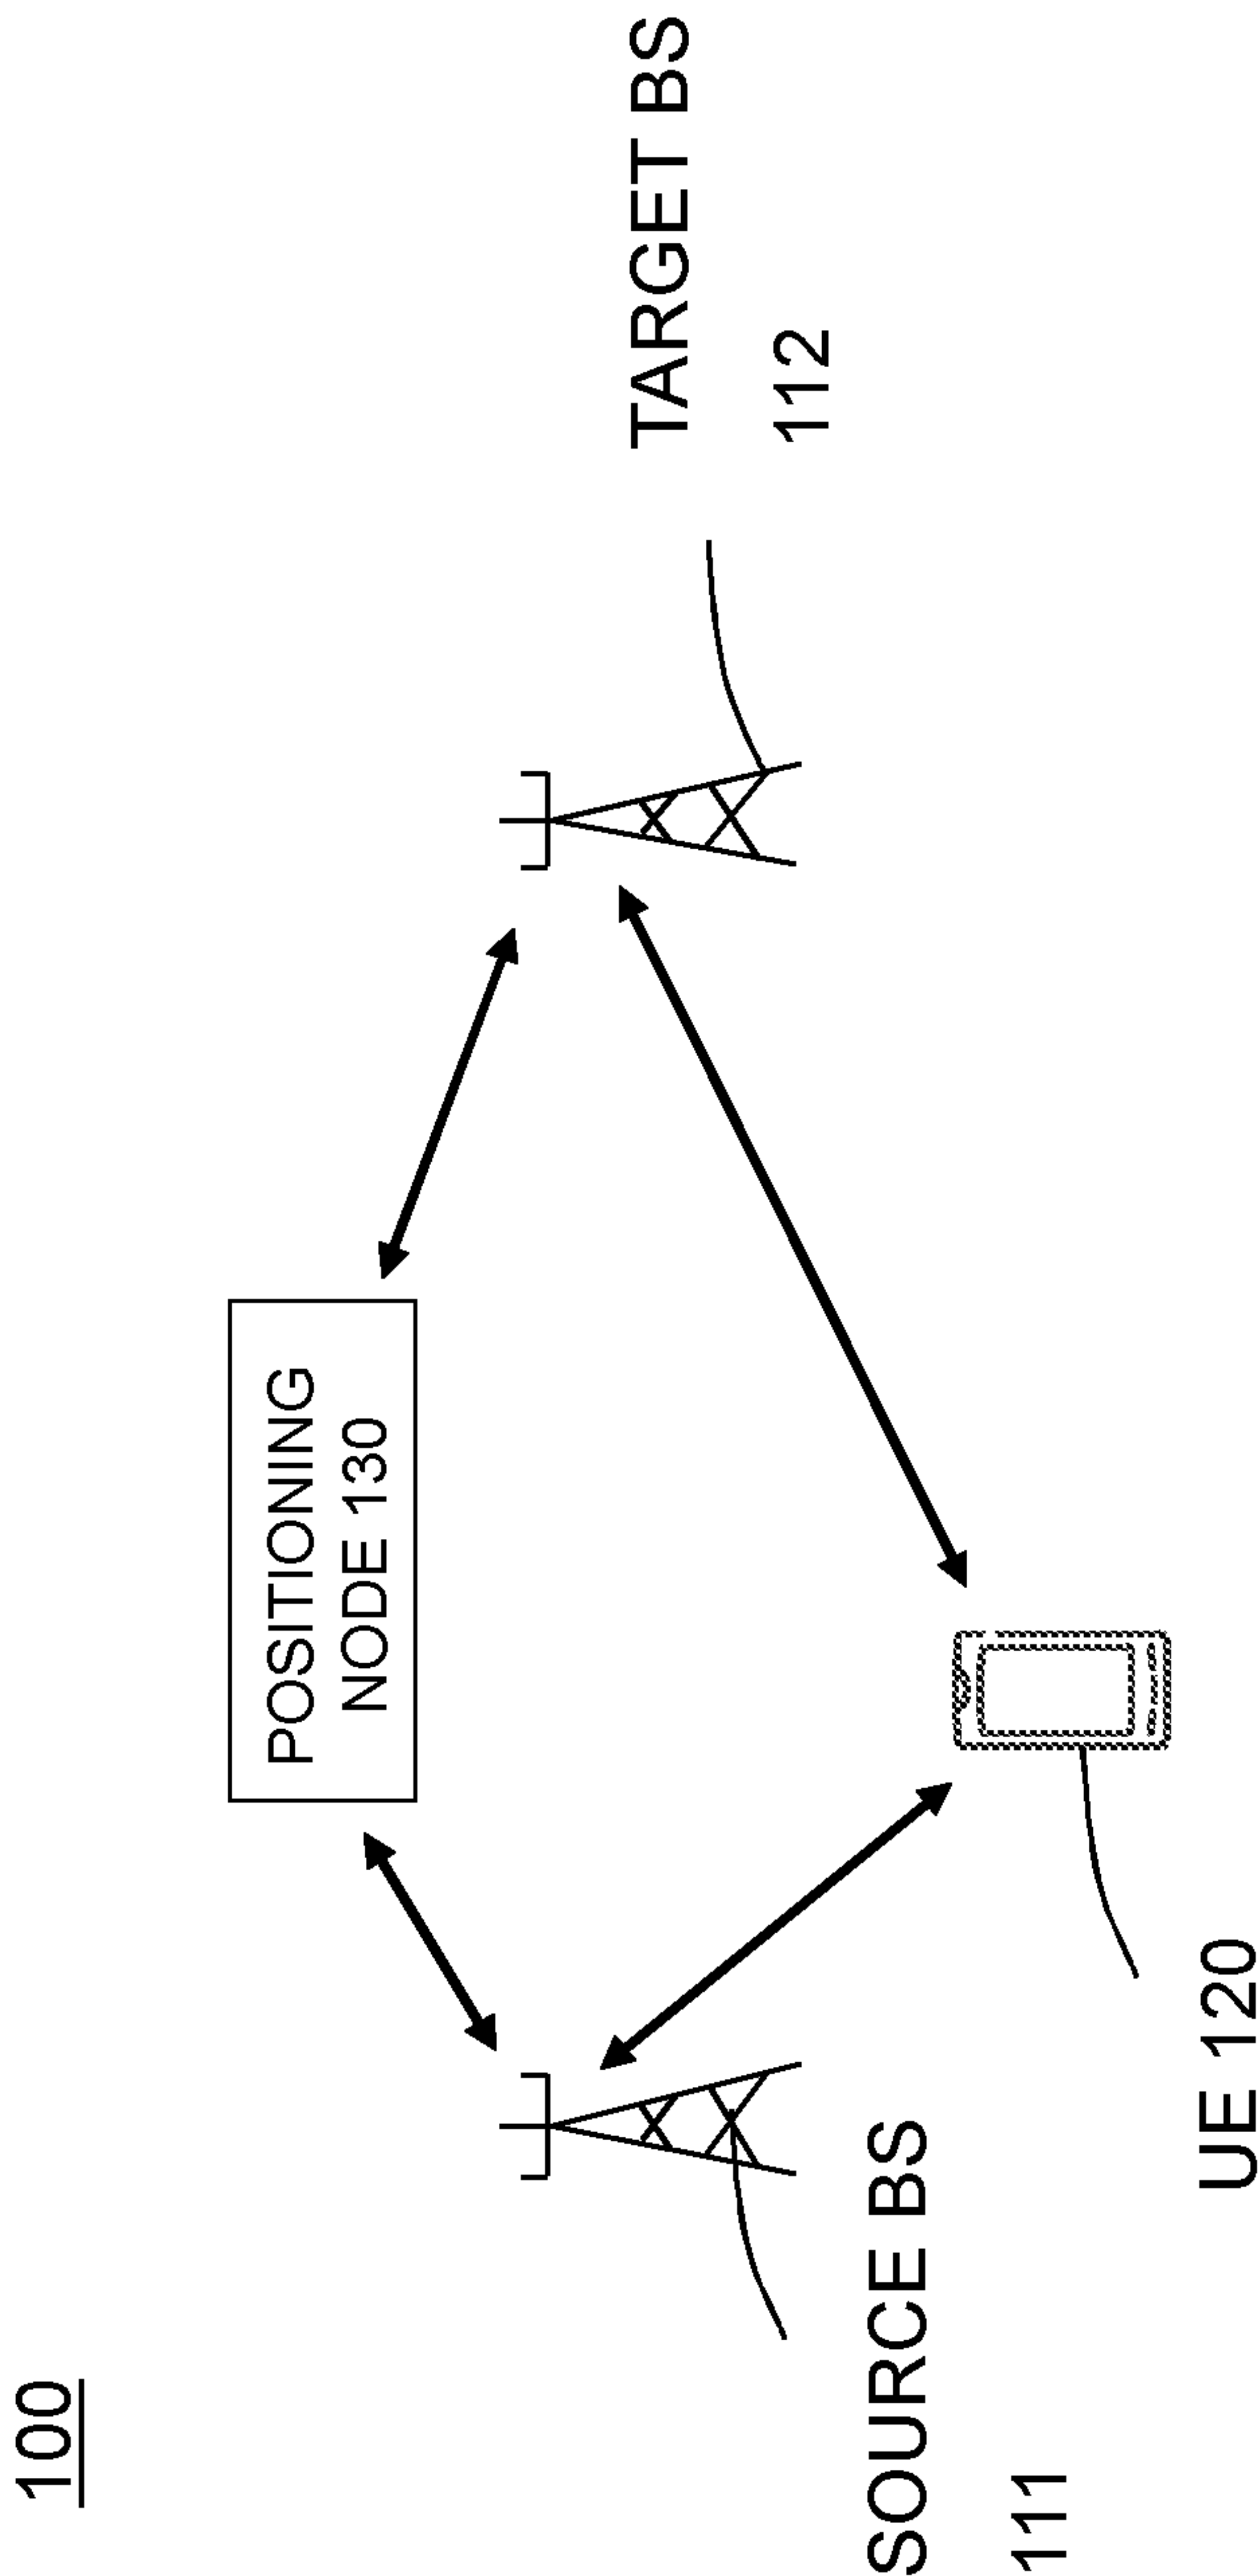 100
POSITIONING
NODE 130
TARGET BS
112
SOURCE BS
111
UE 120